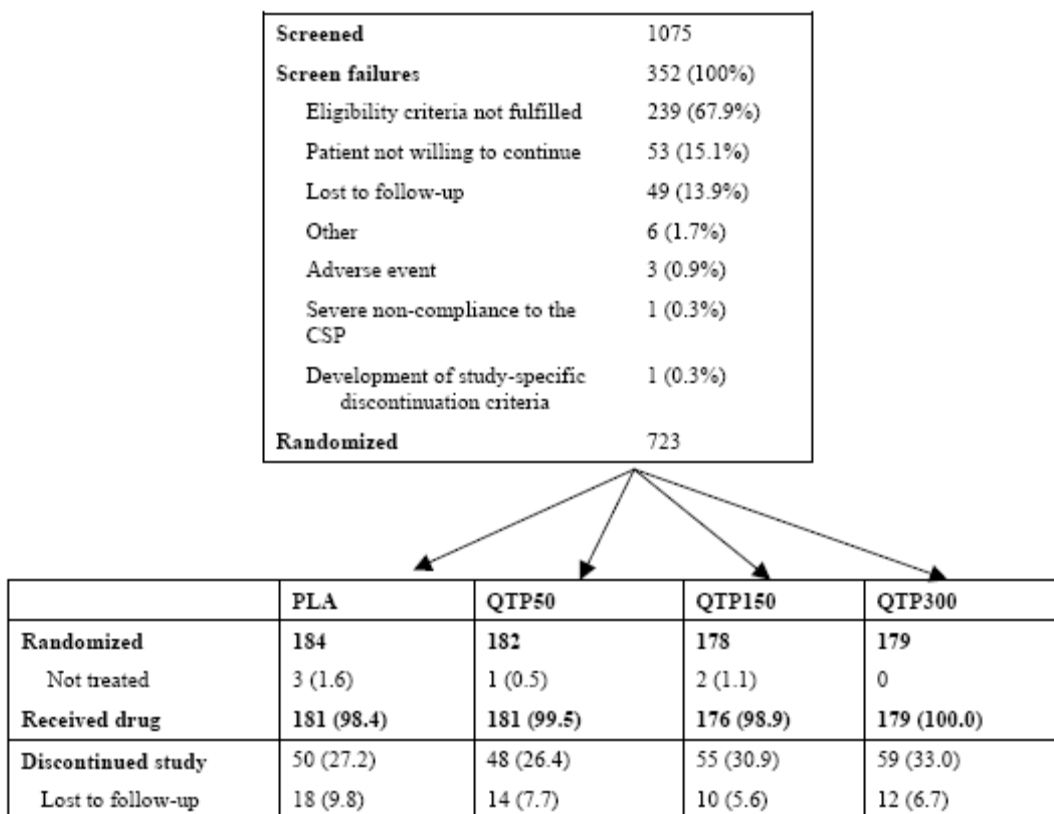 Screened 1075
Screen failures 352 (100%)
Eligibility criteria not fulfilled 239 (67.9%)
Patient not willing to continue 53 (15.1%)
Lost to follow-up 49 (13.9%)
Other 6 (1.7%)
Adverse event 3 (0.9%)
Severe non-compliance to the 1 (0.3%)
CSP
Development of study-specific 1 (0.3%)
discontinuation criteria
Randomized 723
PLA QTP50 QTP150 QTP300
Randomized 184 182 178 179
Not treated 3 (1.6) 1 (0.5) 2 (1.1) 0
Received drug 181 (98.4) 181 (99.5) 176 (98.9) 179 (100.0)
Discontinued study 50 (27.2) 48 (26.4) 55 (30.9) 59 (33.0)
Lost to follow-up 18 (9.8) 14 (7.7) 10 (5.6) 12 (6.7)